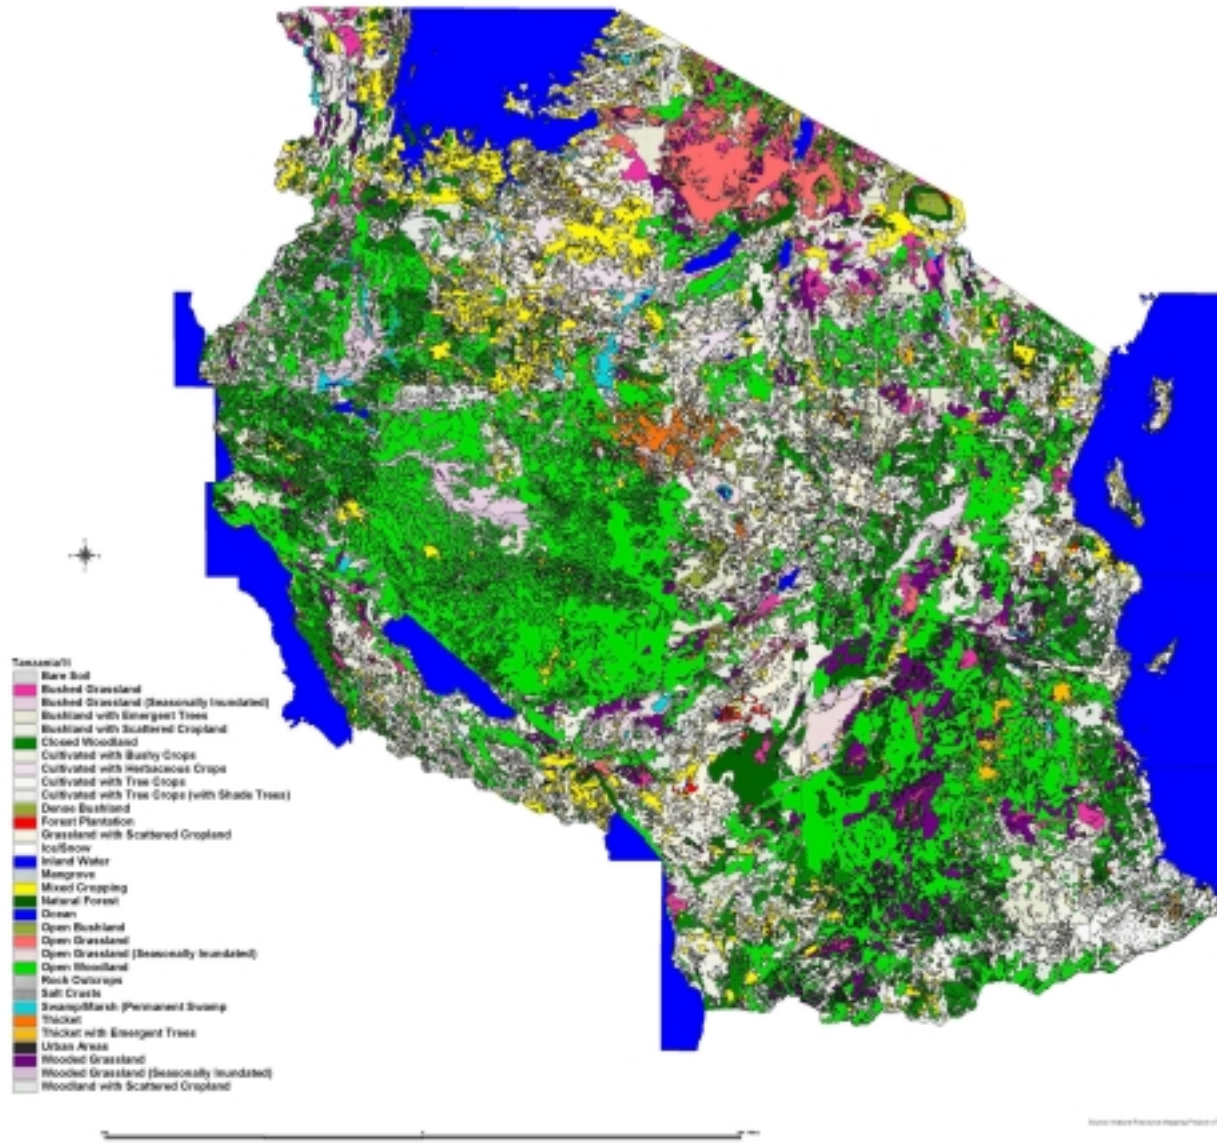 Bare Soil
Bushed Grassland
Bushed Grassland (Seasonally Inundated)
Bushland with Emergent Trees
Bushland with Scattered Cropland
Closed Woodland
Cultivated with Bushy Crops
Cultivated with Herbaceous Crops
Cultivated with Tree Crops
Cultivated with Tree Crops (with Shade Trees)
Dense Bushland
Forest Plantation
Grassland with Scattered Cropland
Ice/Snow
Inland Water
Mangrove
Mixed Cropping
Natural Forest
Ocean
Open Bushland
Open Grassland
Open Grassland (Seasonally Inundated)
Open Woodland
Rock Outcrops
Salt Crusts
Swamp/Marsh (Permanent Swamp
Thicket
Thicket with Emergent Trees
Urban Areas
Wooded Grassland
Wooded Grassland (Seasonally Inundated)
Woodland with Scattered Cropland